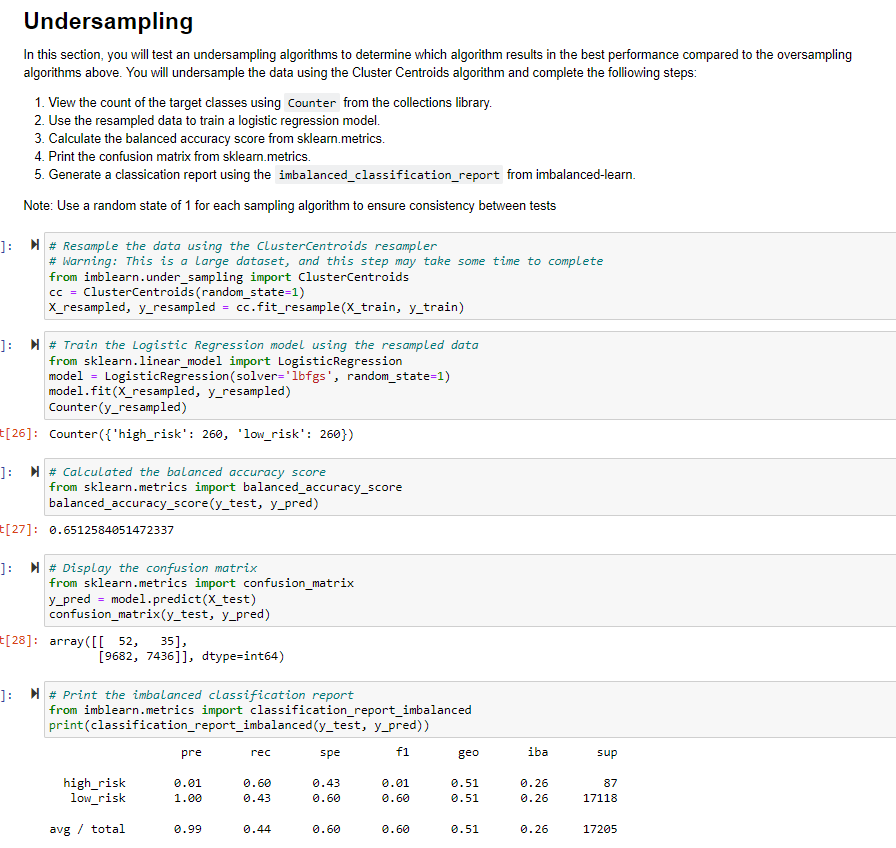 Undersampling
In this section, you will test an undersampling algorithms to determine which algorithm results in the best performance compared to the oversampling
algorithms above. You will undersample the data using the Cluster Centroids algorithm and complete the folliowing steps:
1. View the count of the target classes using Counter from the collections library.
2. Use the resampled data to train a logistic regression model.
3. Calculate the balanced accuracy score from sklearn.metrics.
4. Print the confusion matrix from sklearn.metrics.
5. Generate a classication report using the imbalanced_classification_report from imbalanced-learn.
Note: Use a random state of 1 for each sampling algorithm to ensure consistency between tests
]: # Resample the data using the ClusterCentroids resampler
# Warning: This is a large dataset, and this step may take some time to complete
from imblearn.under_sampling import ClusterCentroids
cc = ClusterCentroids(random_state=1)
X_resampled, y_resampled = cc.fit_resample(X_train, y_train)
]: # Train the Logistic Regression model using the resampled data
from sklearn.linear_model import LogisticRegression
model = LogisticRegression(solver='lbfgs', random_state=1)
model.fit(X_resampled, y_resampled)
Counter(y_resampled)
t[26]: Counter({'high_risk': 260, 'low_risk': 260})
]: # Calculated the balanced accuracy score
from sklearn.metrics import balanced_accuracy_score
balanced_accuracy_score(y_test, y_pred)
t[27]: 0.6512584051472337
]: # Display the confusion matrix
from sklearn.metrics import confusion_matrix
y_pred = model.predict(X_test)
confusion_matrix(y_test, y_pred)
t[28]: array([[ 52, 35],
[9682, 7436]], dtype=int64)
]: # Print the imbalanced classification report
from imblearn.metrics import classification_report_imbalanced
print(classification_report_imbalanced(y_test, y_pred))
pre rec spe f1 geo iba sup
high_risk 0.01 0.60 0.43 0.01 0.51 0.26 87
low_risk 1.00 0.43 0.60 0.60 0.51 0.26 17118
avg / total 0.99 0.44 0.60 0.60 0.51 0.26 17205